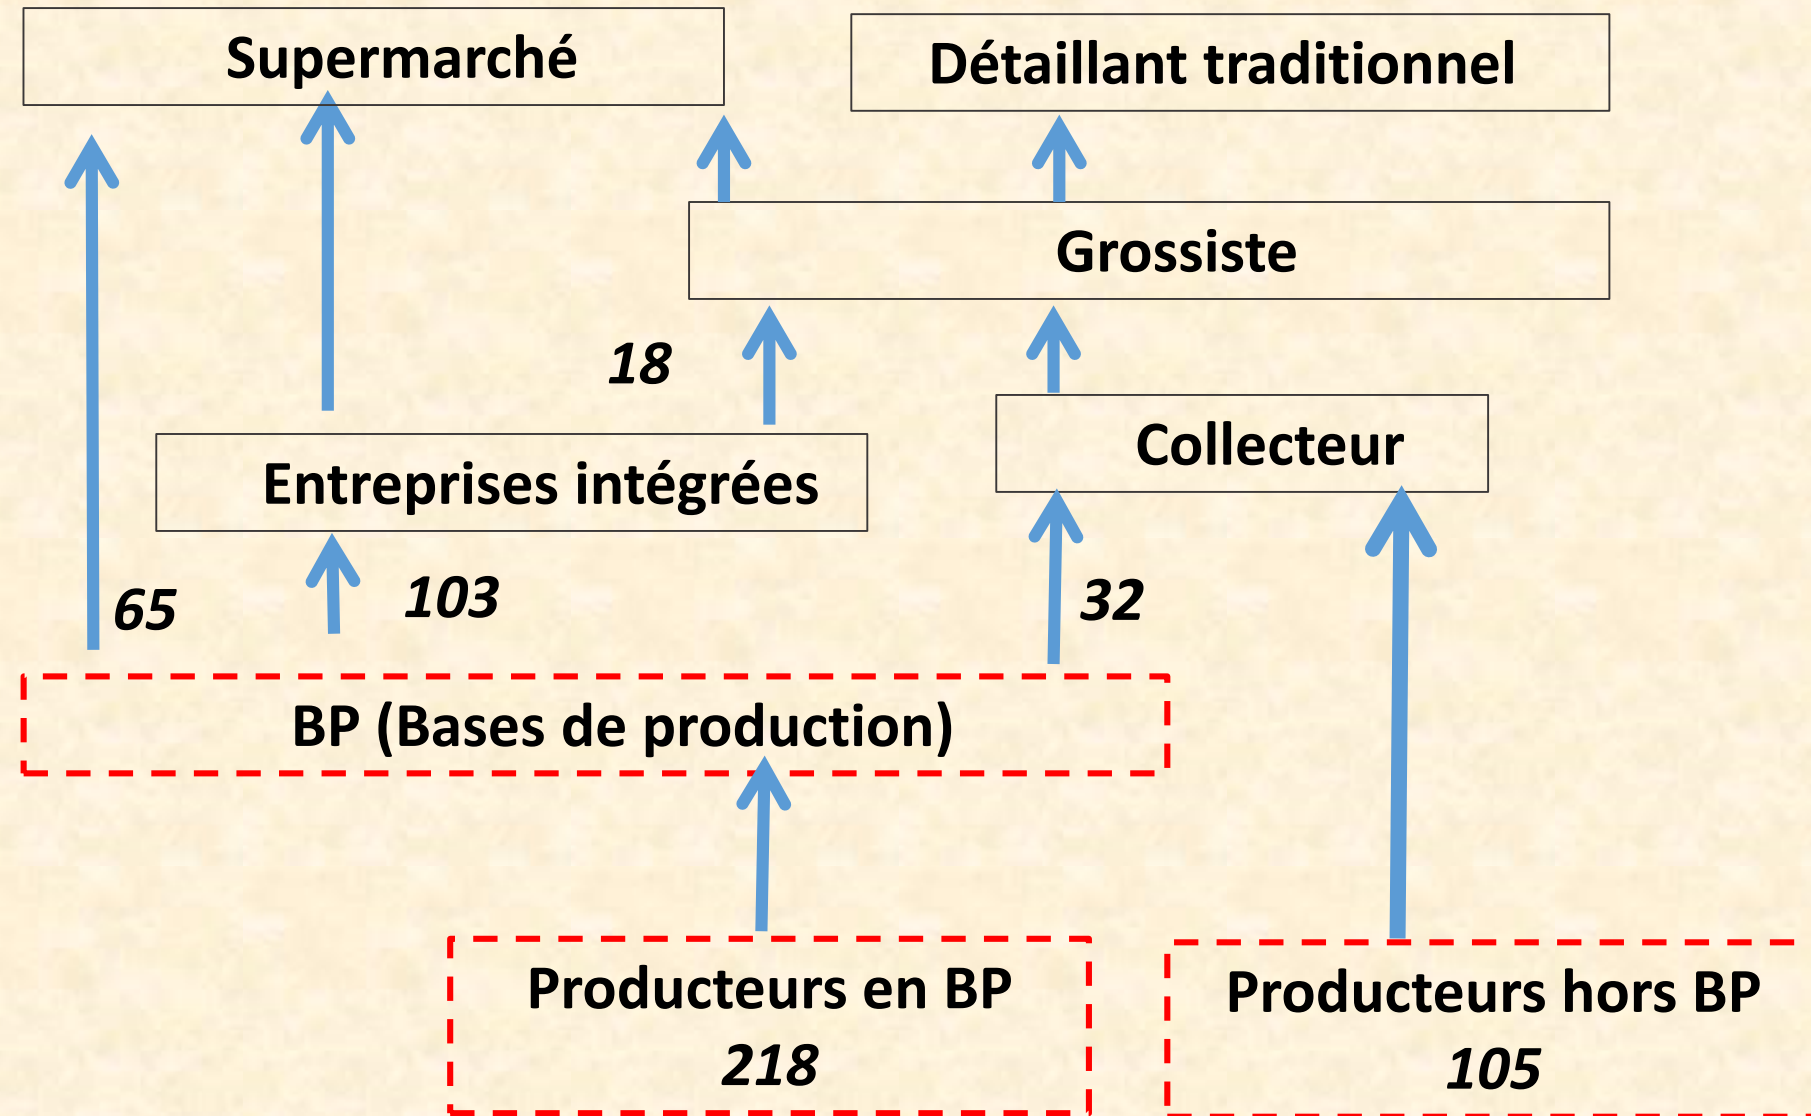 Supermarché
Détaillant traditionnel
Grossiste
18
Collecteur
Entreprises intégrées
65
103
32
BP (Bases de production)
Producteurs en BP
218
Producteurs hors BP
105